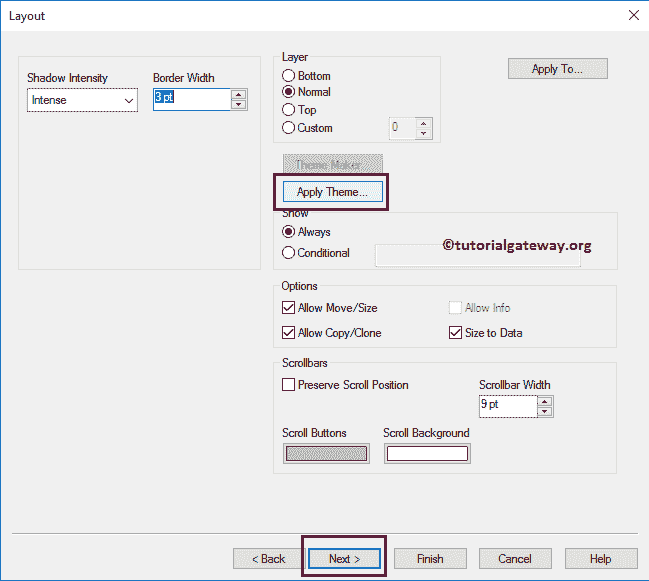 Layout
Shadow Intensity
Border Width
Intense
3 pt
Layer
Bottom
Normal
Top
Custom
0
Apply To...
Theme Maker...
Apply Theme...
Show
Always
Conditional
©tutorialgateway.org
Options
Allow Move/Size
Allow Info
Allow Copy/Clone
Size to Data
Scrollbars
Preserve Scroll Position
Scrollbar Width
9 pt
Scroll Buttons
Scroll Background
< Back
Next >
Finish
Cancel
Help